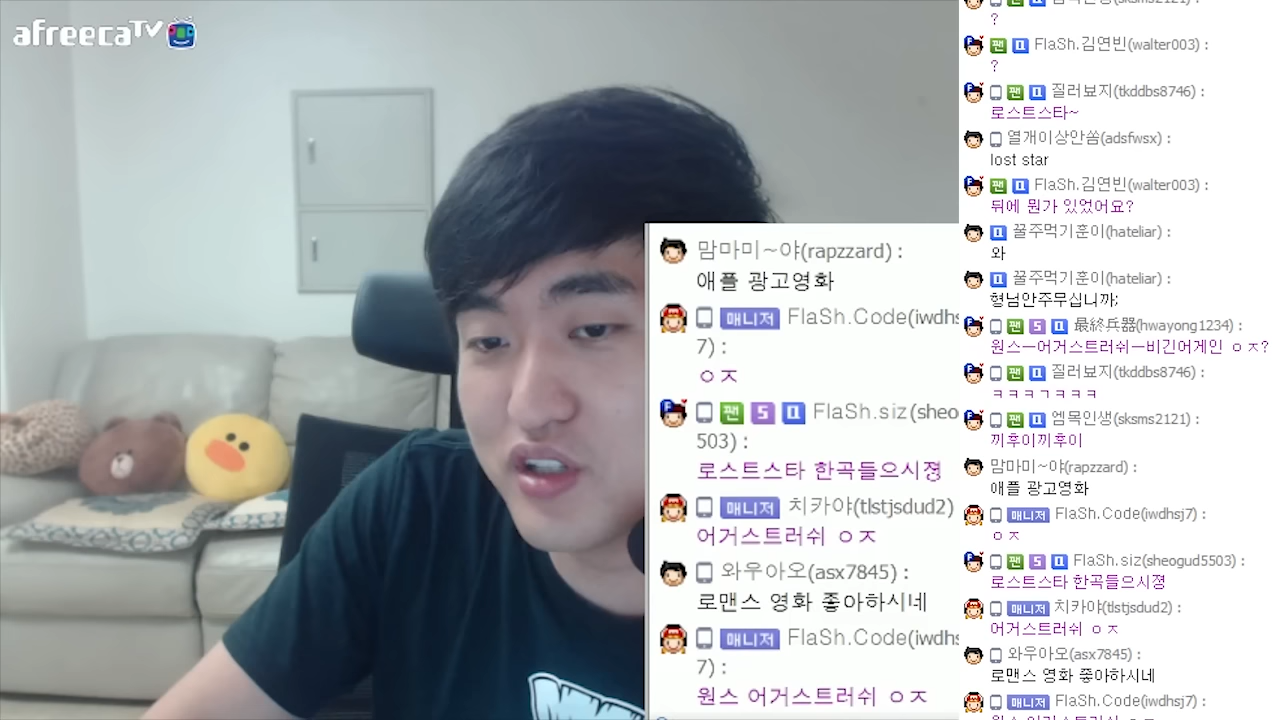 afreecaTV
맘마미~야(rapzzard) :
애플 광고영화
매니저 FlaSh.Code(iwdhs
7) :
ㅇㅈ
팬 S FlaSh.siz(sheo
503) :
로스트스타 한곡들으시졍
매니저 치카야(tlstjsdud2)
어거스트러쉬 ㅇㅈ
와우아오(asx7845) :
로맨스 영화 좋아하시네
매니저 FlaSh.Code(iwdhs
7) :
원스 어거스트러쉬 ㅇㅈ
?
팬 FlaSh.김연빈(walter003) :
?
팬 질러보지(tkddbs8746) :
로스트스타~
열개이상안씀(adsfwsx) :
lost star
팬 FlaSh.김연빈(walter003) :
뒤에 뭔가 있었어요?
꿀주먹기훈이(hateliar) :
와
꿀주먹기훈이(hateliar) :
형님안주무십니까;
팬 S 最終兵器(hwayong1234) :
원스ㅡ어거스트러쉬ㅡ비긴어게인 ㅇㅈ?
팬 질러보지(tkddbs8746) :
ㅋㅋㅋㄱㅋㅋㅋ
팬 엠목인생(sksms2121) :
끼후이끼후이
맘마미~야(rapzzard) :
애플 광고영화
매니저 FlaSh.Code(iwdhsj7) :
ㅇㅈ
팬 S FlaSh.siz(sheogud5503) :
로스트스타 한곡들으시졍
매니저 치카야(tlstjsdud2) :
어거스트러쉬 ㅇㅈ
와우아오(asx7845) :
로맨스 영화 좋아하시네
매니저 FlaSh.Code(iwdhsj7) :